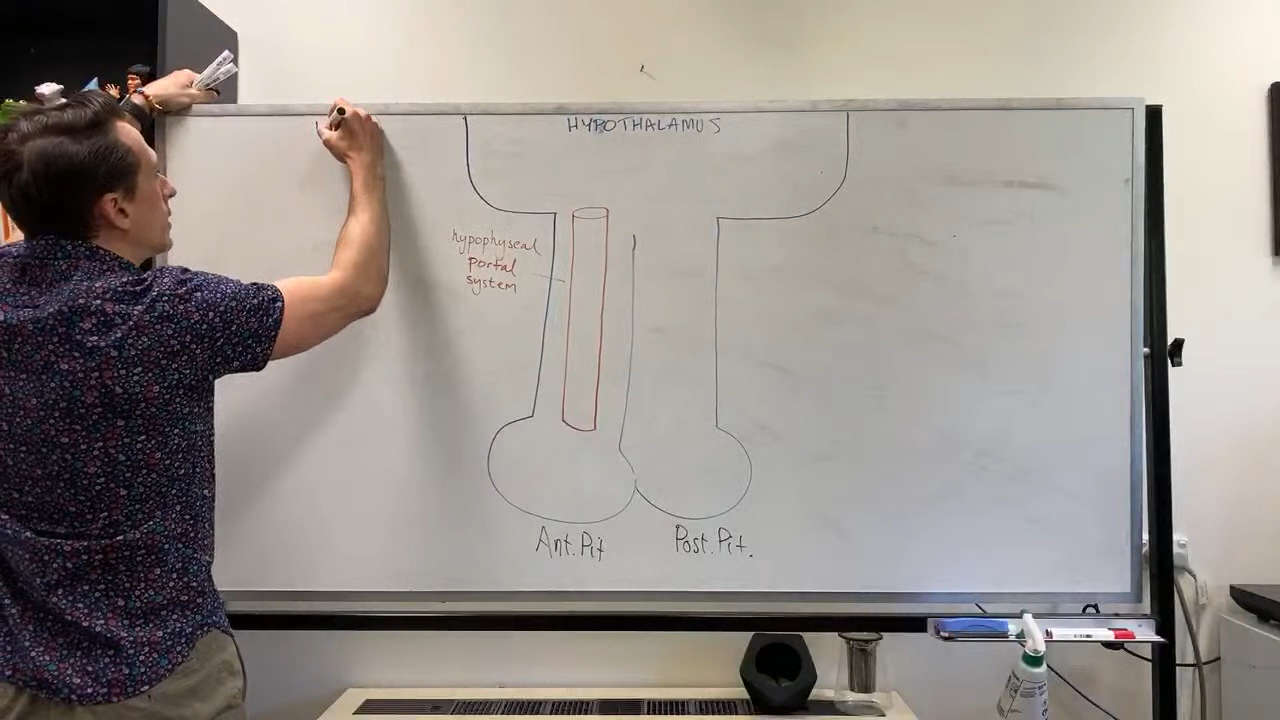 HYPOTHALAMUS
hypophyseal
portal
system
Ant. Pit
Post. Pit.